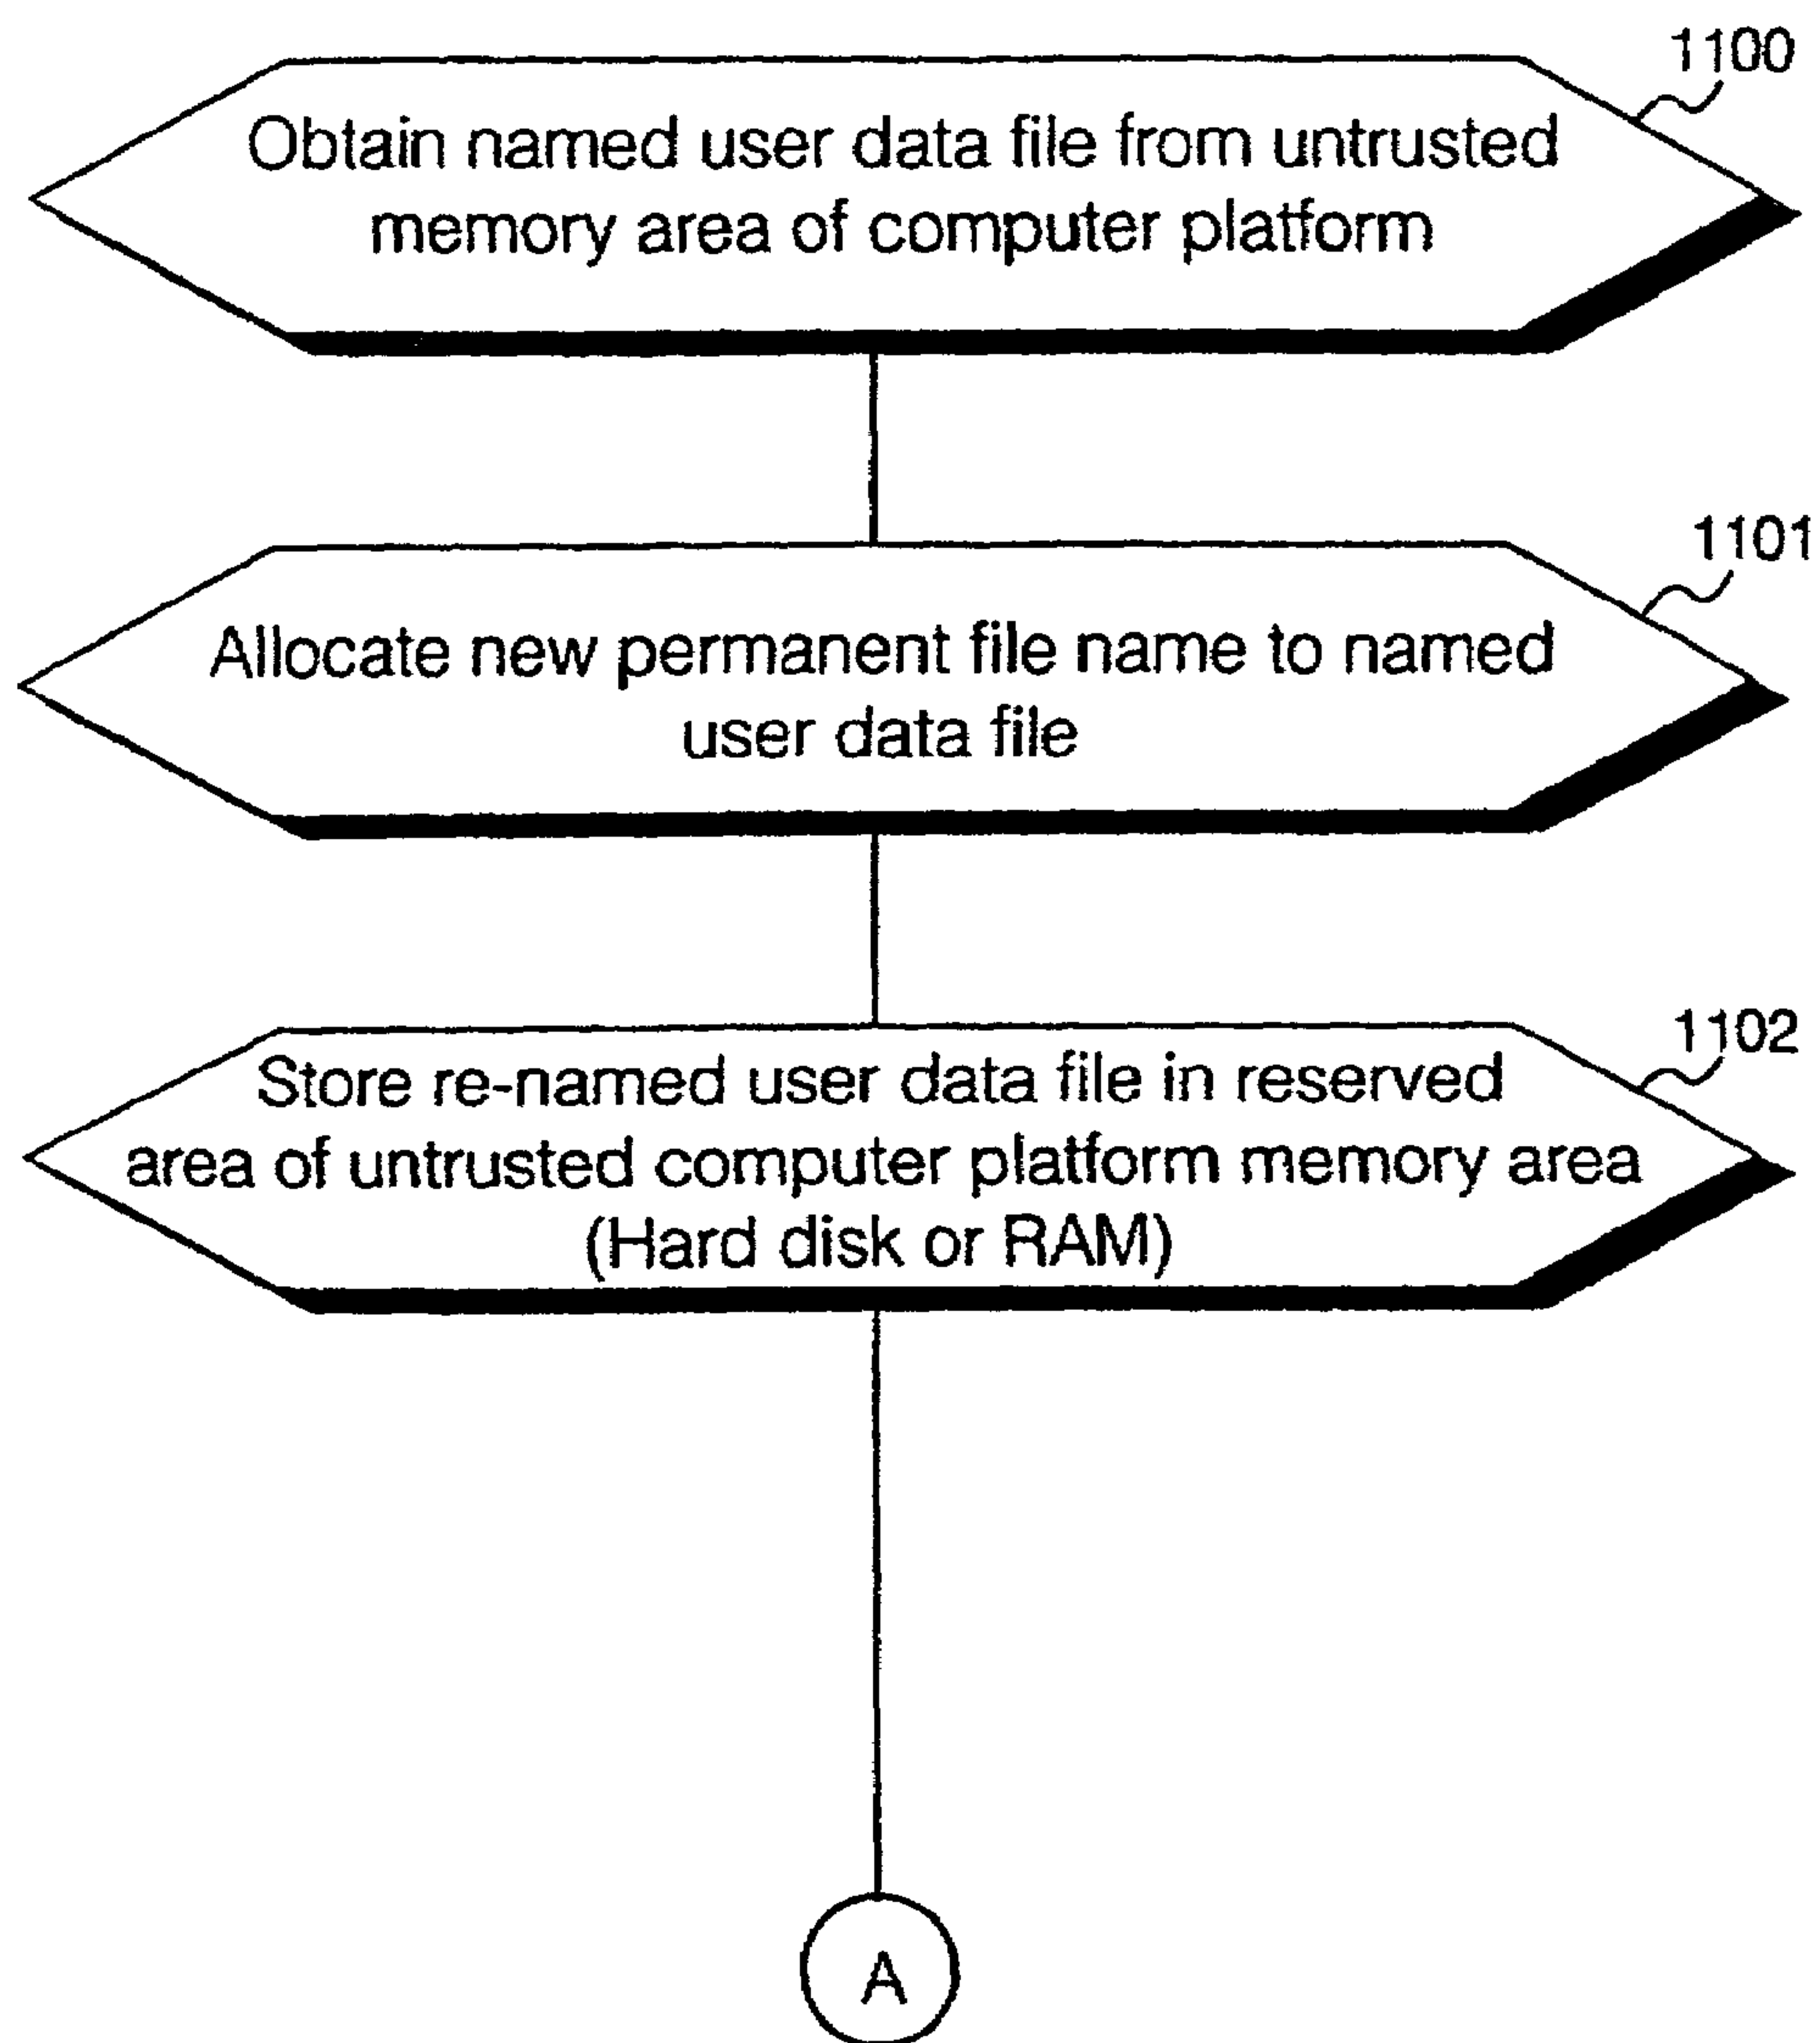 1100
Obtain named user data file from untrusted
memory area of computer platform
1101
Allocate new permanent file name to named
user data file
1102
Store re-named user data file in reserved
area of untrusted computer platform memory area
(Hard disk or RAM)
A